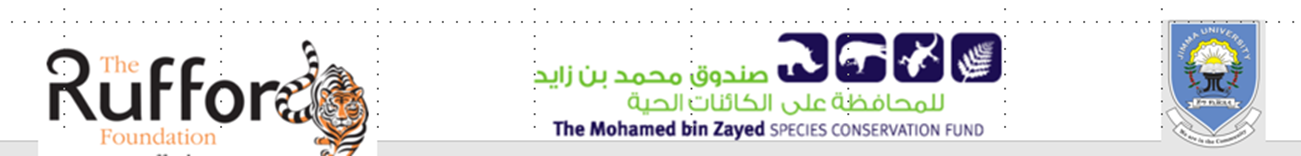 The
Rufford
Foundation
صندوق محمد بن زايد
للمحافظة على الكائنات الحية
The Mohamed bin Zayed SPECIES CONSERVATION FUND
JIMMA UNIVERSITY
We are in the Community